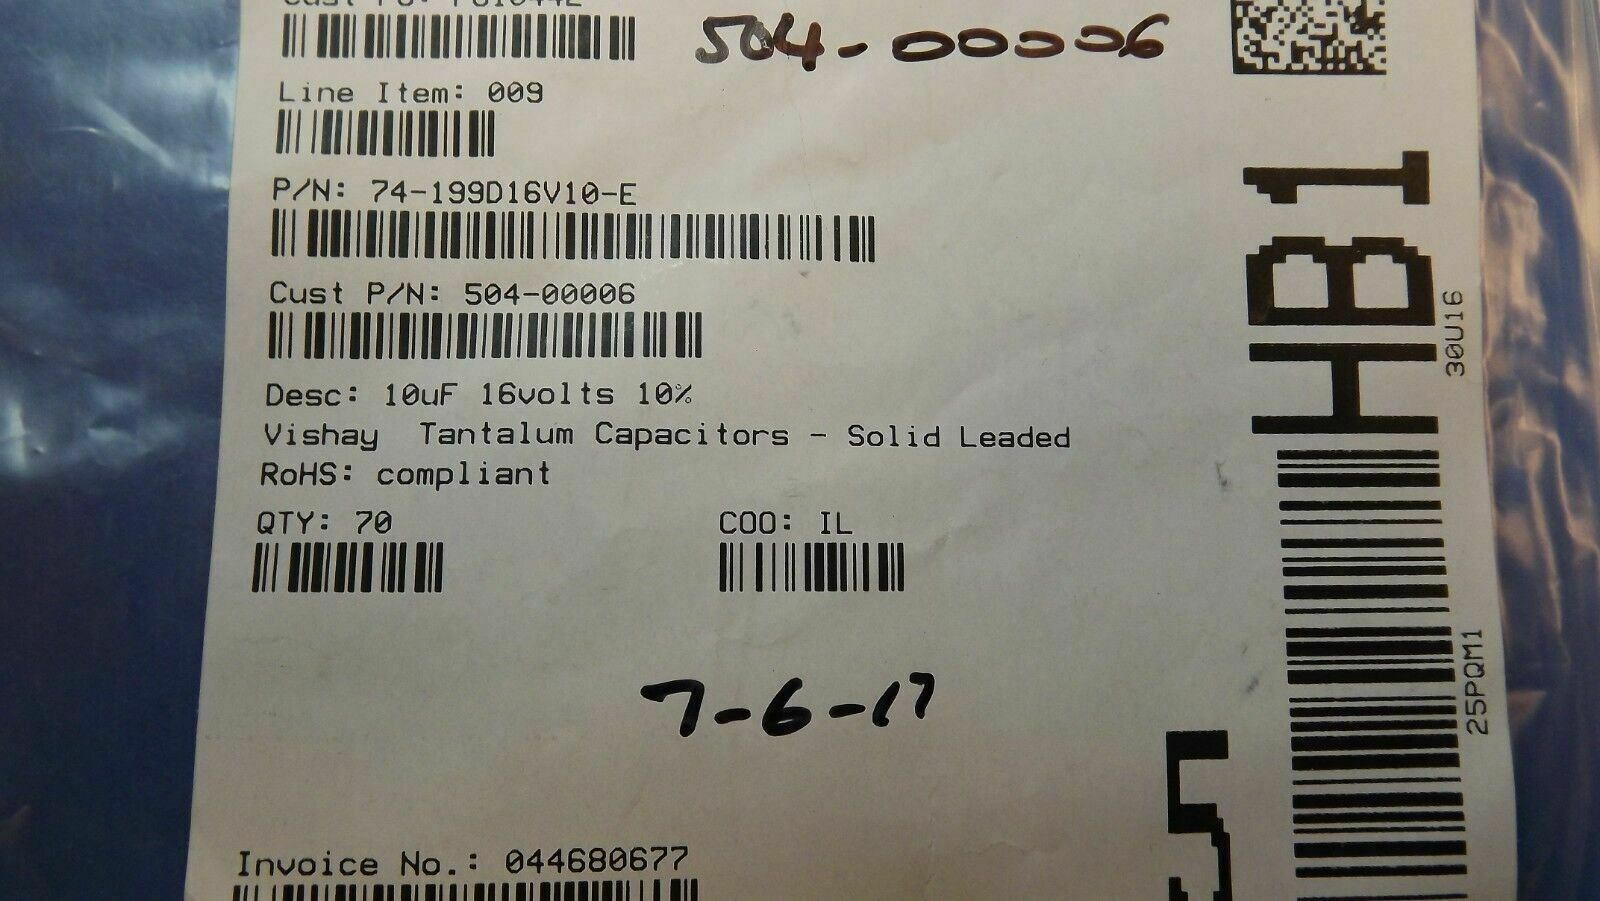 504-00006
Line Item: 009
P/N: 74-199D16V10-E
Cust P/N: 504-00006
Desc: 10uF 16volts 10%
Vishay Tantalum Capacitors - Solid Leaded
RoHS: compliant
QTY: 70
COO: IL
7-6-17
Invoice No.: 044680677
HB1
30U16
25PQM1
5